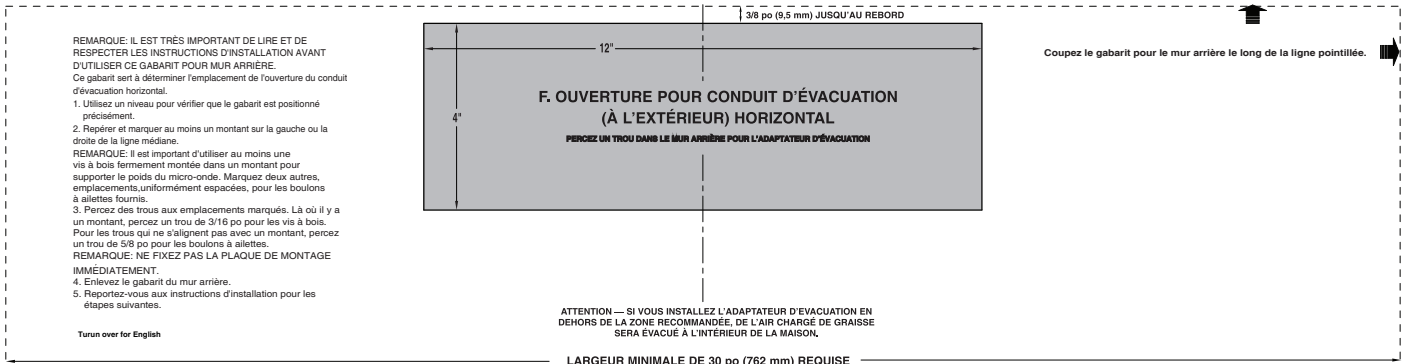 3/8 po (9,5 mm) JUSQU'AU REBORD
REMARQUE: IL EST TRÈS IMPORTANT DE LIRE ET DE
RESPECTER LES INSTRUCTIONS D'INSTALLATION AVANT
D'UTILISER CE GABARIT POUR MUR ARRIÈRE.
Ce gabarit sert à déterminer l'emplacement de l'ouverture du conduit
d'évacuation horizontal.
1. Utilisez un niveau pour vérifier que le gabarit est positionné
précisément.
2. Repérer et marquer au moins un montant sur la gauche ou la
droite de la ligne médiane.
REMARQUE: Il est important d'utiliser au moins une
vis à bois fermement montée dans un montant pour
supporter le poids du micro-onde. Marquez deux autres,
emplacements,uniformément espacées, pour les boulons
à ailettes fournis.
3. Percez des trous aux emplacements marqués. Là où il y a
un montant, percez un trou de 3/16 po pour les vis à bois.
Pour les trous qui ne s'alignent pas avec un montant, percez
un trou de 5/8 po pour les boulons à ailettes.
REMARQUE: NE FIXEZ PAS LA PLAQUE DE MONTAGE
IMMÉDIATEMENT.
4. Enlevez le gabarit du mur arrière.
5. Reportez-vous aux instructions d'installation pour les
étapes suivantes.
Turun over for English
12"
4"
F. OUVERTURE POUR CONDUIT D'ÉVACUATION
(À L'EXTÉRIEUR) HORIZONTAL
PERCEZ UN TROU DANS LE MUR ARRIÈRE POUR L'ADAPTATEUR D'ÉVACUATION
Coupez le gabarit pour le mur arrière le long de la ligne pointillée.
ATTENTION — SI VOUS INSTALLEZ L'ADAPTATEUR D'EVACUATION EN
DEHORS DE LA ZONE RECOMMANDÉE, DE L'AIR CHARGÉ DE GRAISSE
SERA ÉVACUÉ À L'INTÉRIEUR DE LA MAISON.
LARGEUR MINIMALE DE 30 po (762 mm) REQUISE